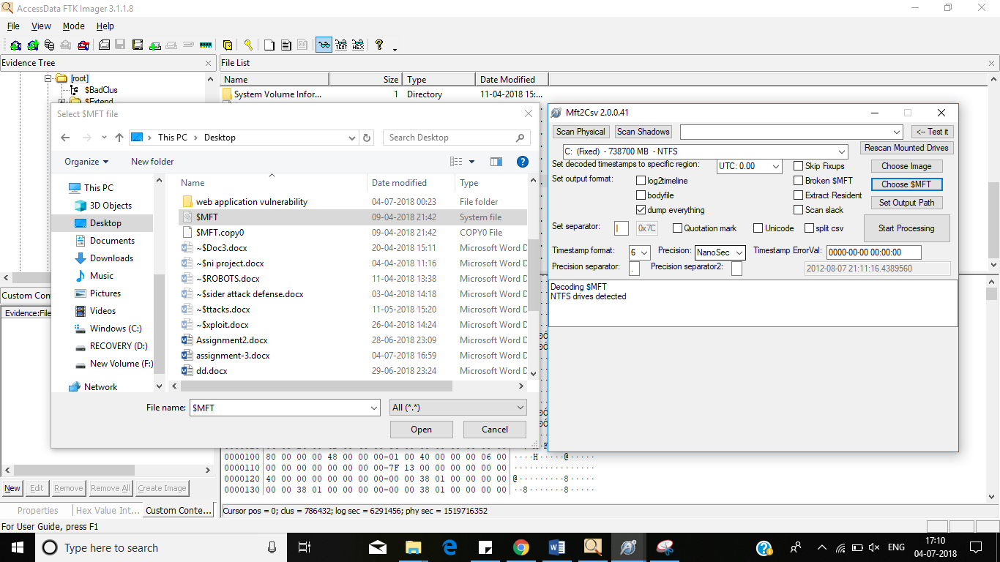 AccessData FTK Imager 3.1.1.8
File View Mode Help
Evidence Tree
[root]
$BadClus
$Extend
File List
Name Size Type Date Modified
System Volume Infor... 1 Directory 11-04-2018 15:...
Select $MFT file
This PC > Desktop
Search Desktop
Organize New folder
This PC
3D Objects
Desktop
Documents
Downloads
Music
Pictures
Videos
Windows (C:)
RECOVERY (D:)
New Volume (F:)
Network
Name Date modified Type
web application vulnerability 04-07-2018 00:23 File folder
$MFT 09-04-2018 21:42 System file
$MFT.copy0 09-04-2018 21:42 COPY0 File
~$Doc3.docx 20-04-2018 15:11 Microsoft Word D
~$ni project.docx 04-04-2018 11:16 Microsoft Word D
~$ROBOTS.docx 11-04-2018 13:38 Microsoft Word D
~$sider attack defense.docx 03-04-2018 14:18 Microsoft Word D
~$ttacks.docx 11-05-2018 15:20 Microsoft Word D
~$xploit.docx 26-04-2018 14:24 Microsoft Word D
Assignment2.docx 28-06-2018 23:09 Microsoft Word D
assignment-3.docx 04-07-2018 16:59 Microsoft Word D
dd.docx 29-06-2018 23:24 Microsoft Word D
File name: $MFT All (*.*)
Open Cancel
Mft2Csv 2.0.0.41
Scan Physical Scan Shadows <-- Test it
C: (Fixed) - 738700 MB - NTFS Rescan Mounted Drives
Set decoded timestamps to specific region: UTC: 0.00 Skip Fixups Choose Image
Set output format: log2timeline Broken $MFT Choose $MFT
bodyfile Extract Resident Set Output Path
dump everything Scan slack
Set separator: | 0x7C Quotation mark Unicode split csv Start Processing
Timestamp format: 6 Precision: NanoSec Timestamp ErrorVal: 0000-00-00 00:00:00
Precision separator: . Precision separator2: 2012-08-07 21:11:16.4389560
Decoding $MFT
NTFS drives detected
Custom Con
Evidence:File
New Edit Remove Remove All Create Image
Properties Hex Value Int... Custom Conte...
0000100 80 00 00 00 48 00 00 00-01 00 40 00 00 00 06 00 ····H·····@·····
0000110 00 00 00 00 00 00 00 00-7F 13 00 00 00 00 00 00
0000120 40 00 00 00 00 00 00 00-00 00 38 01 00 00 00 00 @·········8·····
0000130 00 00 38 01 00 00 00 00-00 00 38 01 00 00 00 00 ··8·······8·····
Cursor pos = 0; clus = 786432; log sec = 6291456; phy sec = 1519716352
For User Guide, press F1
Type here to search
ENG
17:10
04-07-2018